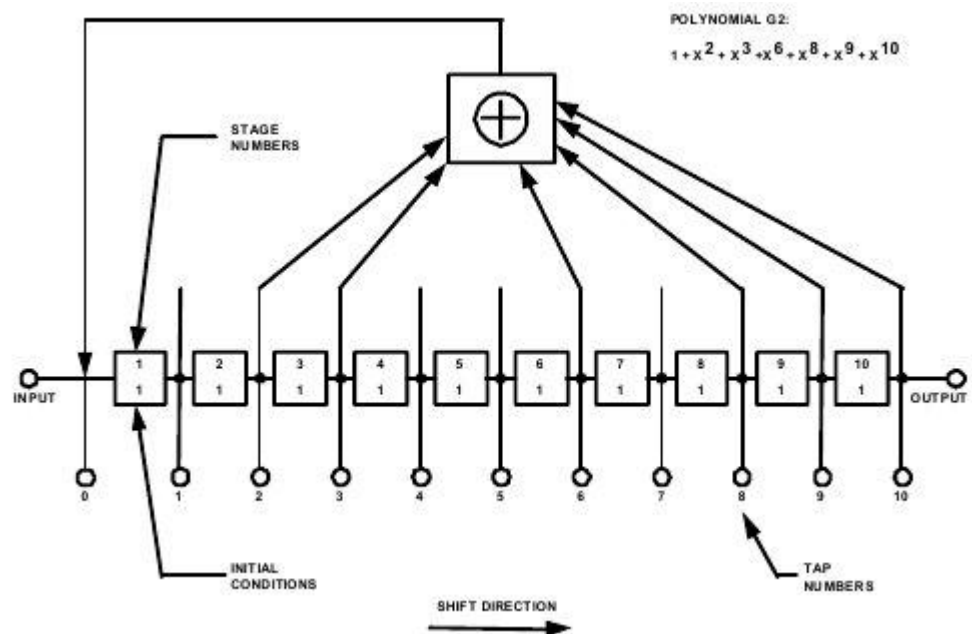 POLYNOMIAL G2:
1 + X2 + X3 +X6 + X8 + X9 + X10
STAGE
NUMBERS
1 2 3 4 5 6 7 8 9 10
1 1 1 1 1 1 1 1 1 1
INPUT
OUTPUT
0 1 2 3 4 5 6 7 8 9 10
INITIAL
CONDITIONS
TAP
NUMBERS
SHIFT DIRECTION